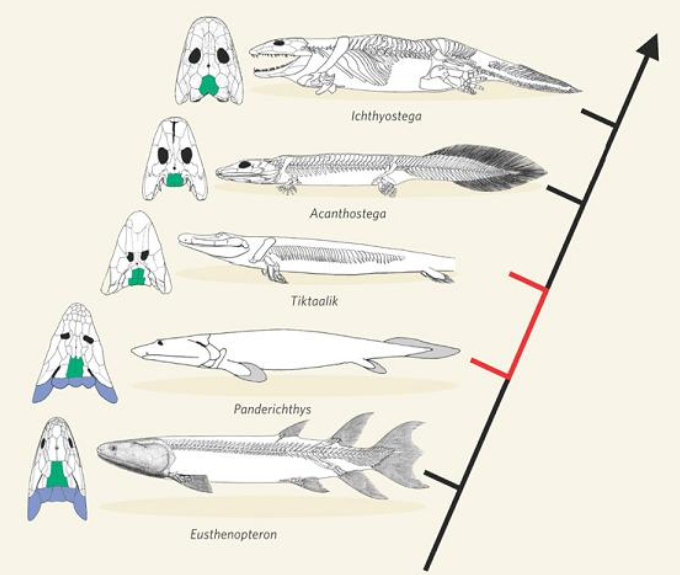 Ichthyostega
Acanthostega
Tiktaalik
Panderichthys
Eusthenopteron